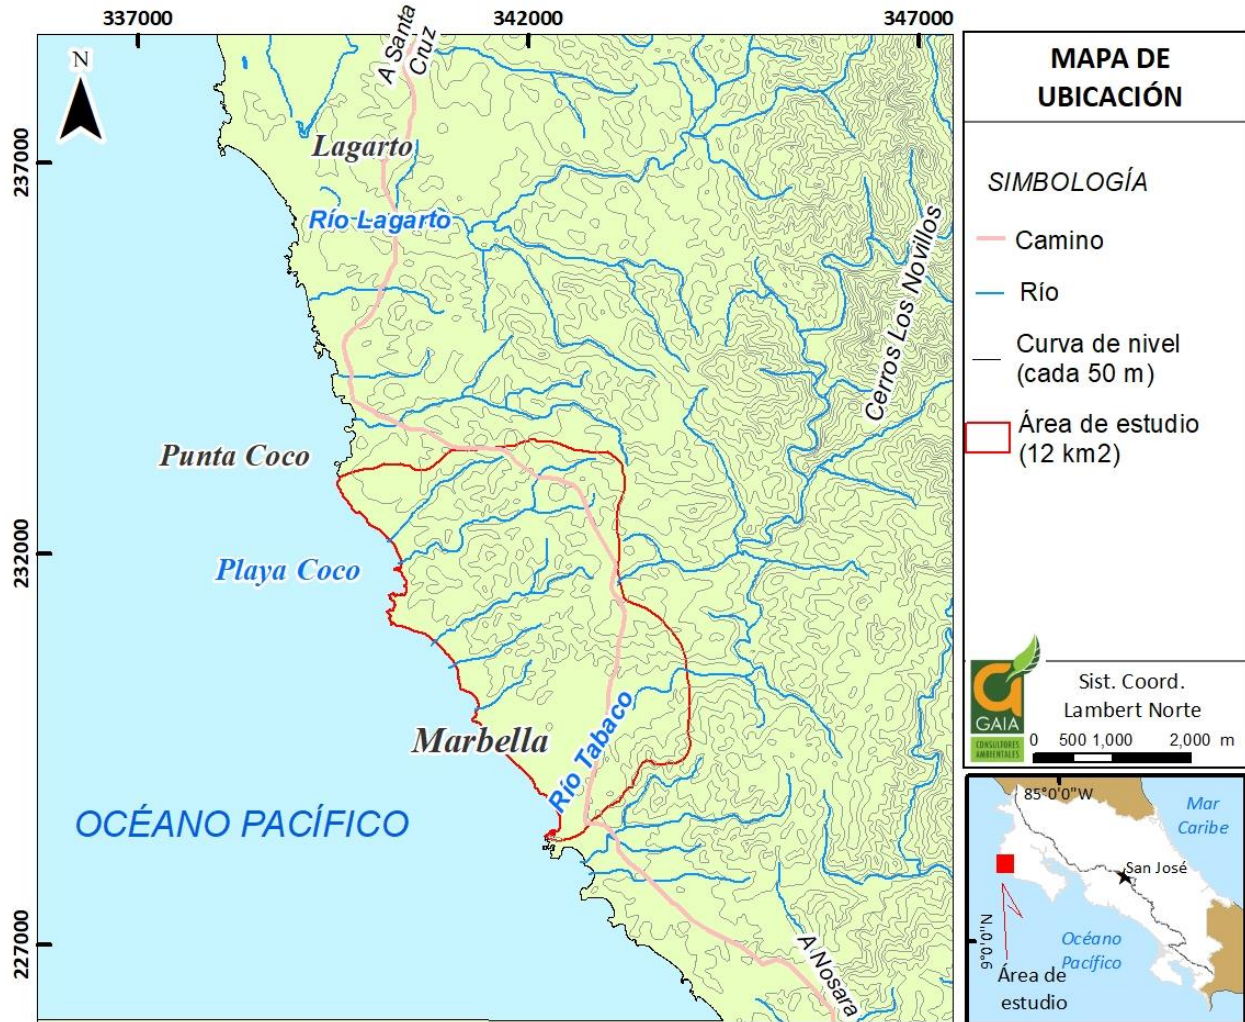 337000
342000
347000
237000
232000
227000
N
A Santa
Cruz
Lagarto
Río Lagarto
Cerros Los Novillos
Punta Coco
Playa Coco
Marbella
Río Tabaco
OCÉANO PACÍFICO
A Nosara
MAPA DE
UBICACIÓN
SIMBOLOGÍA
Camino
Río
Curva de nivel
(cada 50 m)
Área de estudio
(12 km2)
GAIA
CONSULTORES
AMBIENTALES
Sist. Coord.
Lambert Norte
0 500 1,000 2,000 m
85°0'0"W
Mar
Caribe
San José
9°0'0"N
Océano
Pacífico
Área de
estudio